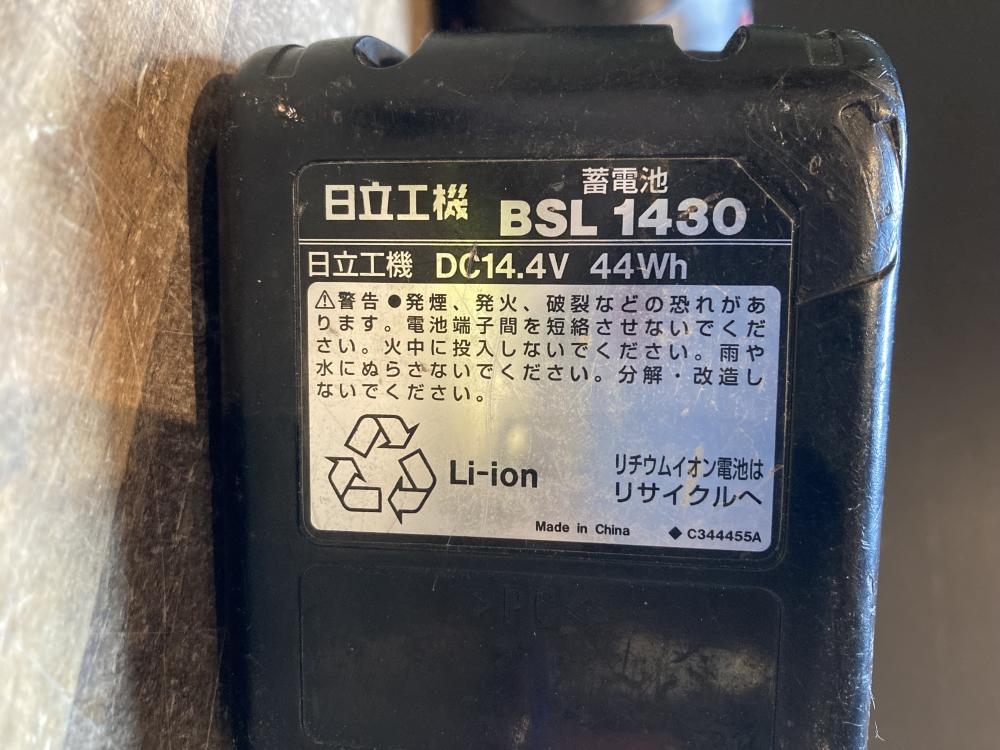 蓄電池
日立工機 BSL 1430
日立工機 DC14.4V 44Wh
⚠警告 ●発煙、発火、破裂などの恐れがあ
ります。電池端子間を短絡させないでくだ
さい。火中に投入しないでください。雨や
水にぬらさないでください。分解・改造し
ないでください。
Li-ion
リチウムイオン電池は
リサイクルへ
Made in China ◆C344455A
>PC<